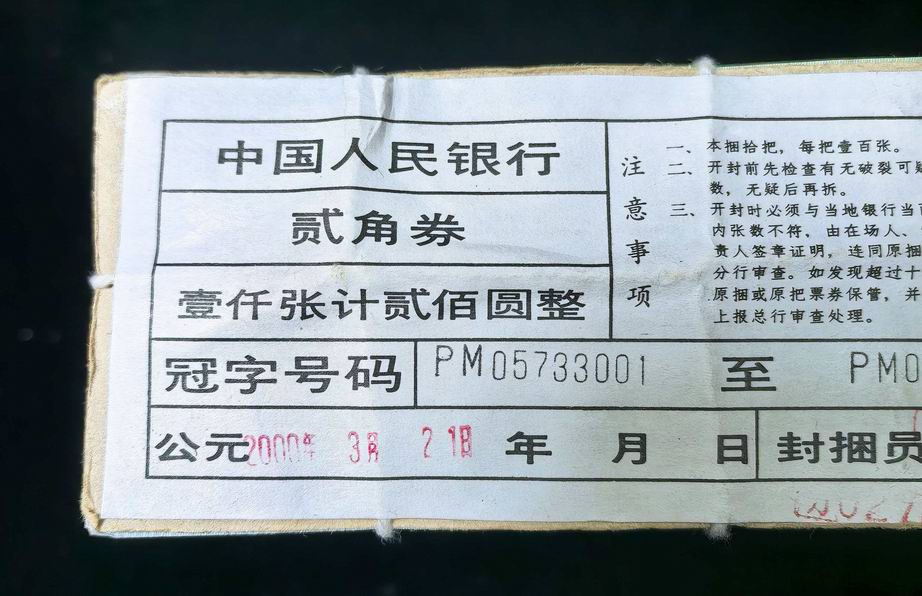 中国人民银行
贰角券
壹仟张计贰佰圆整
注意事项
一、本捆拾把，每把壹百张。
二、开封前先检查有无破裂可疑
数，无疑后再拆。
三、开封时必须与当地银行当面
内张数不符，由在场人、
责人签章证明，连同原捆
分行审查。如发现超过十
原捆或原把票券保管，并
上报总行审查处理。
冠字号码 PM05733001 至 PM0
公元2000年 3月 21日 年 月 日 封捆员